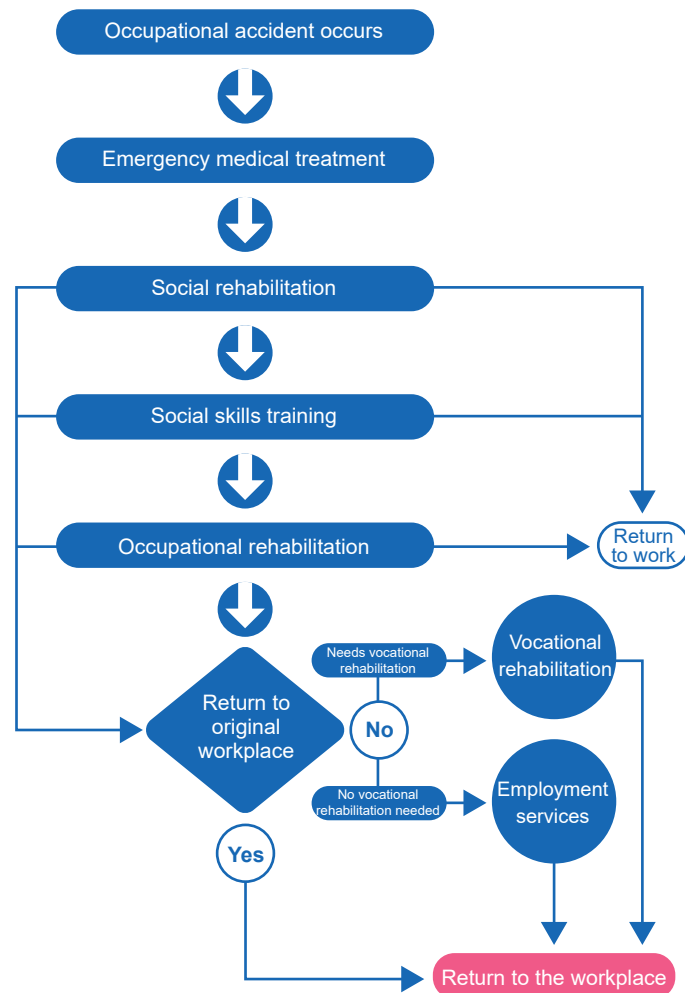 Occupational accident occurs
Emergency medical treatment
Social rehabilitation
Social skills training
Occupational rehabilitation
Return
to work
Return to
original
workplace
Needs vocational
rehabilitation
Vocational
rehabilitation
No
No vocational
rehabilitation needed
Employment
services
Yes
Return to the workplace